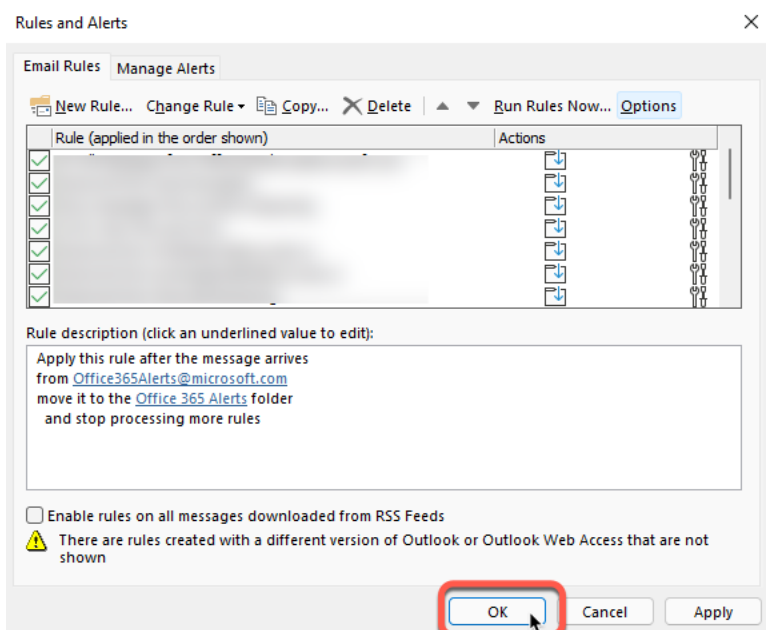 Rules and Alerts
Email Rules
Manage Alerts
New Rule... Change Rule Copy... Delete Run Rules Now... Options
Rule (applied in the order shown) Actions
Rule description (click an underlined value to edit):
Apply this rule after the message arrives
from Office365Alerts@microsoft.com
move it to the Office 365 Alerts folder
and stop processing more rules
Enable rules on all messages downloaded from RSS Feeds
There are rules created with a different version of Outlook or Outlook Web Access that are not
shown
OK Cancel Apply